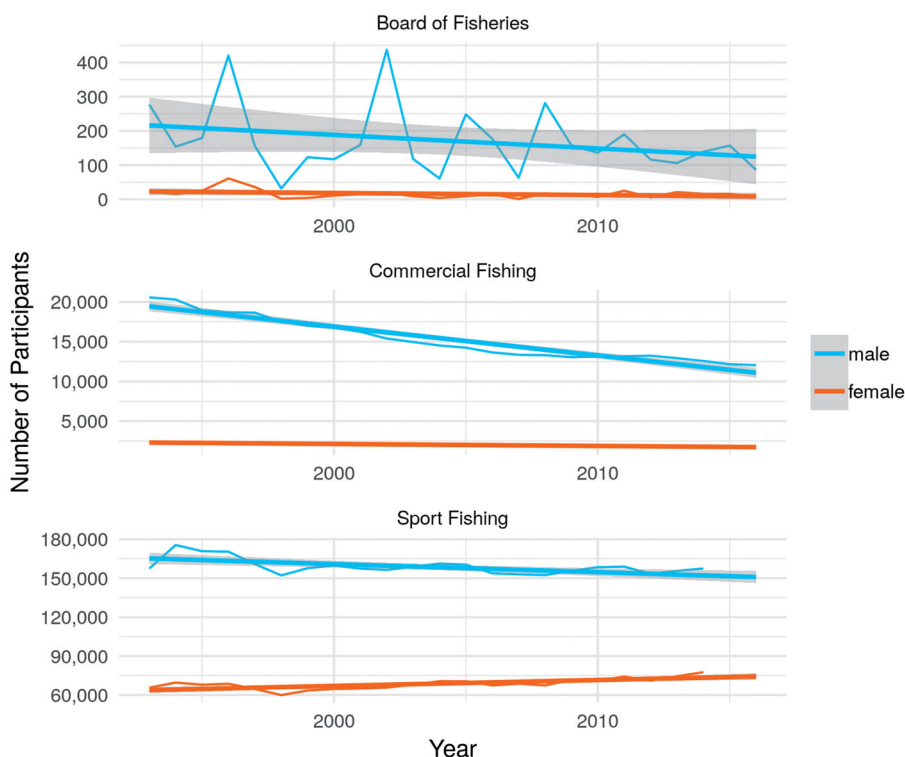 Board of Fisheries
400
300
200
100
0
2000 2010
Commercial Fishing
20,000
15,000
10,000
5,000
2000 2010
Sport Fishing
180,000
150,000
120,000
90,000
60,000
2000 2010
Year
Number of Participants
male
female